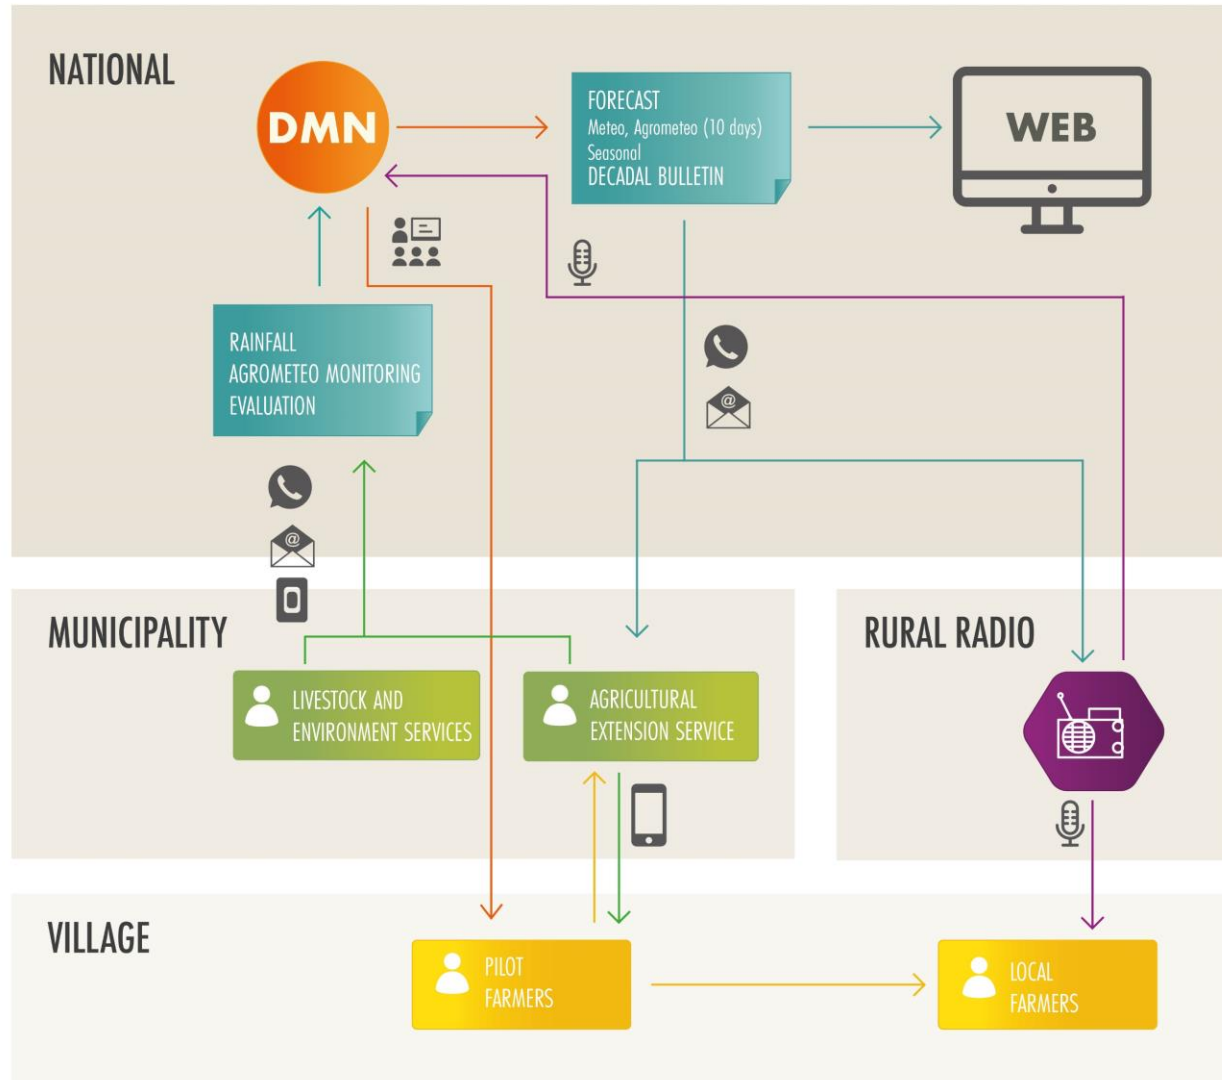 NATIONAL
DMN
FORECAST
Meteo, Agrometeo (10 days)
Seasonal
DECADAL BULLETIN
WEB
RAINFALL
AGROMETEO MONITORING
EVALUATION
@
@
MUNICIPALITY
LIVESTOCK AND
ENVIRONMENT SERVICES
AGRICULTURAL
EXTENSION SERVICE
RURAL RADIO
VILLAGE
PILOT
FARMERS
LOCAL
FARMERS